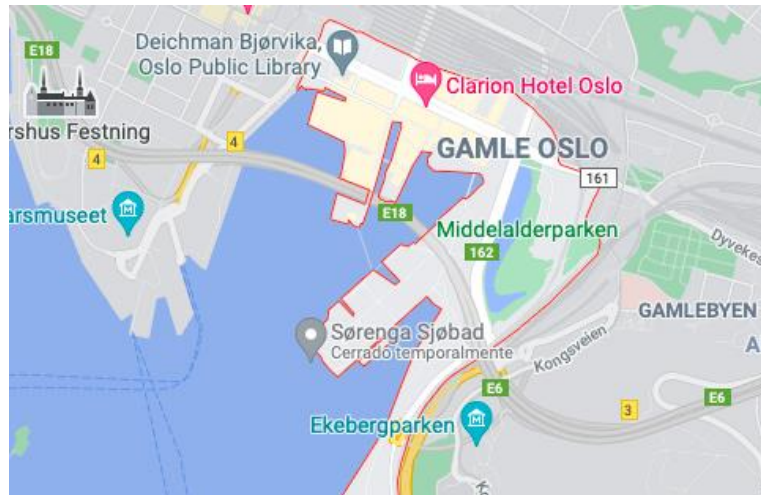 Deichman Bjørvika,
Oslo Public Library
E18
Clarion Hotel Oslo
rshus Festning
4
4
GAMLE OSLO
161
arsmuseet
E18
Middelalderparken
162
Dyvekes
GAMLEBYEN
Sørenga Sjøbad
Cerrado temporalmente
Kongsveien
A
E6
E6
3
Ekebergparken